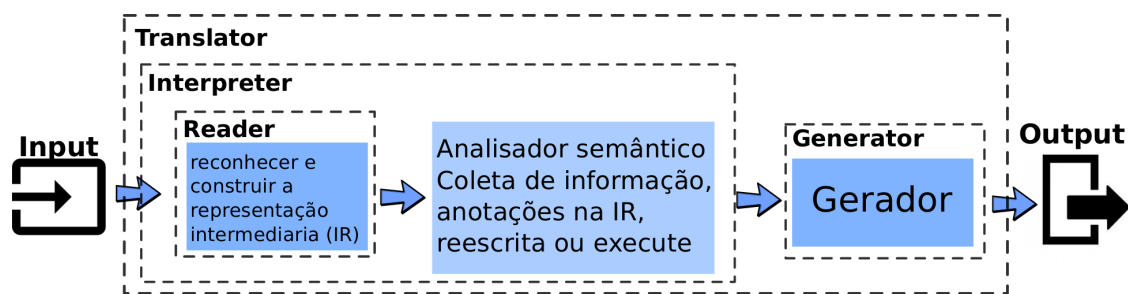 Translator
Interpreter
Reader
Input
reconhecer e
construir a
representação
intermediaria (IR)
Analisador semântico
Coleta de informação,
anotações na IR,
reescrita ou execute
Generator
Gerador
Output